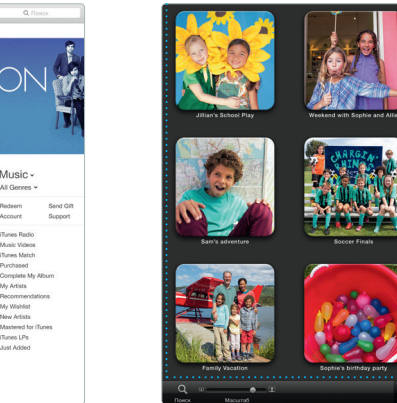 Поиск
ON
Music
All Genres
Redeem Send Gift
Account Support
iTunes Radio
Music Videos
iTunes Match
Purchased
Complete My Album
My Artists
Recommendations
My Wishlist
New Artists
Mastered for iTunes
iTunes LPs
Just Added
Jillian's School Play
Weekend with Sophie and Allie
CHARGIN'
RHINOS
Sam's adventure
Soccer Finals
Family Vacation
Sophie's birthday party
Поиск Масштаб